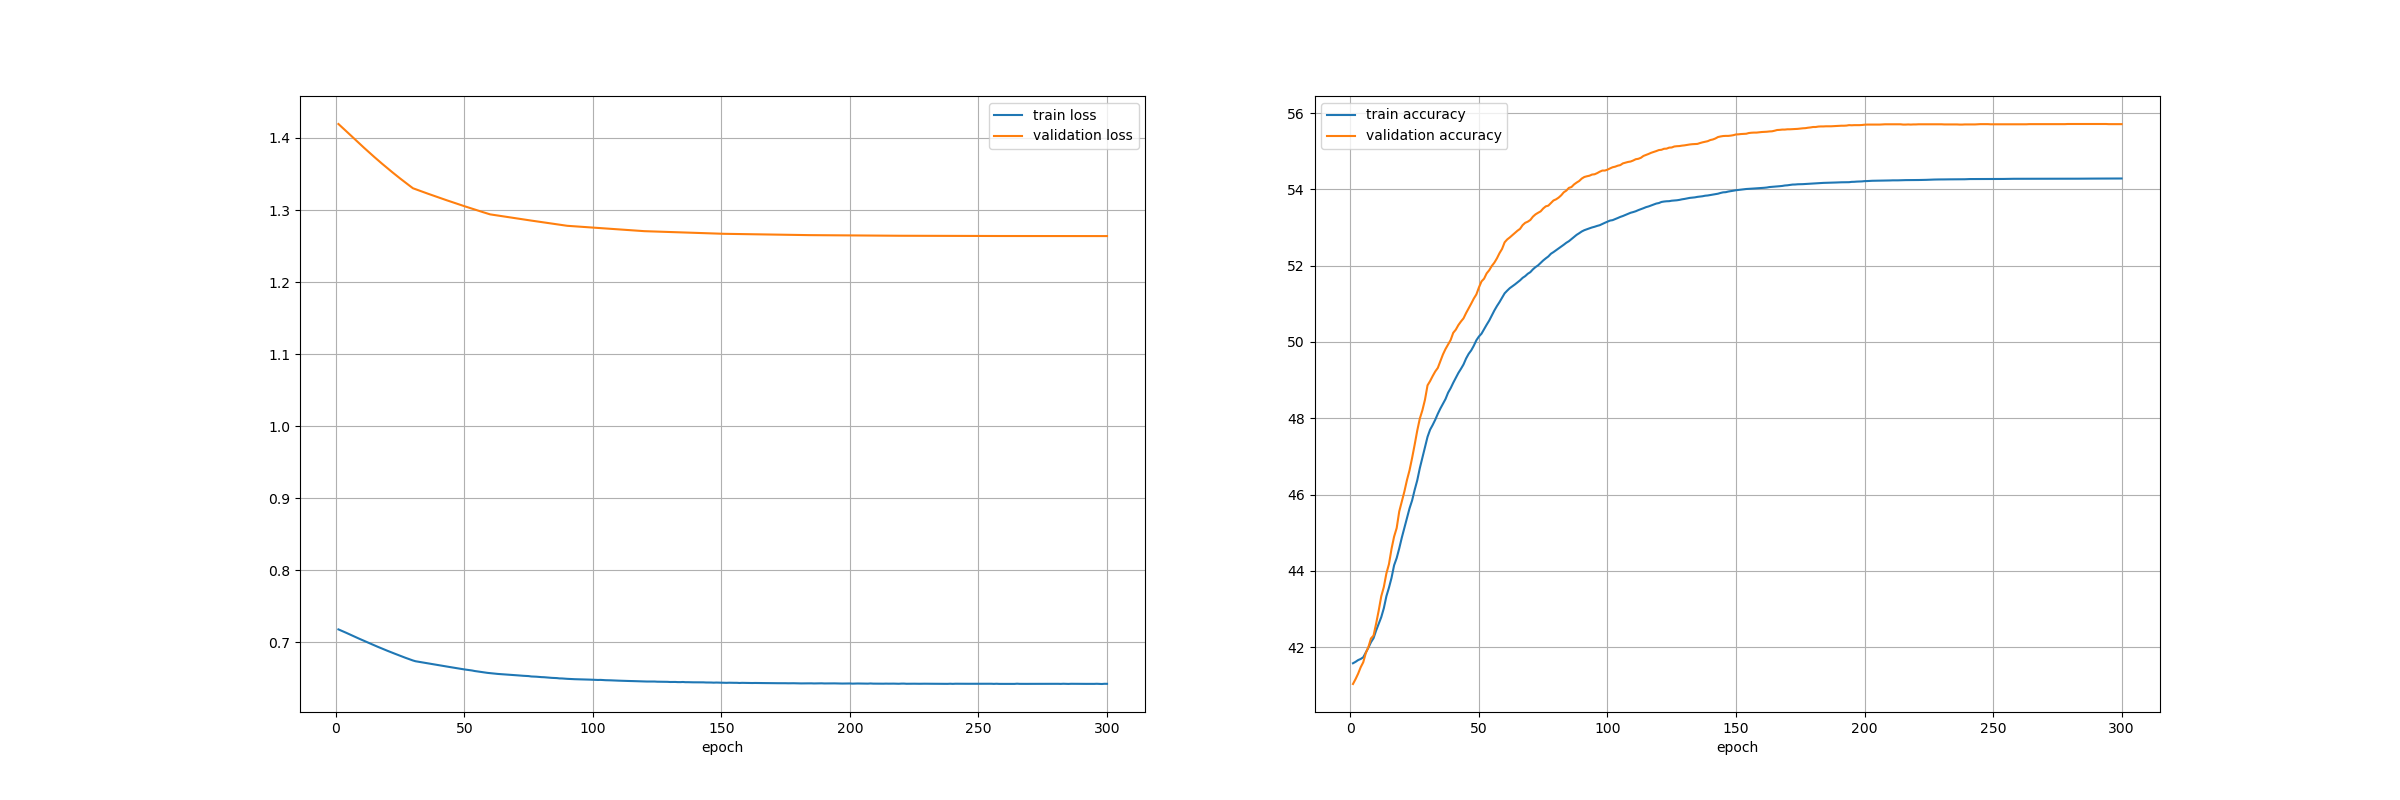 train loss
validation loss
1.4
1.3
1.2
1.1
1.0
0.9
0.8
0.7
0 50 100 150 200 250 300
epoch
train accuracy
validation accuracy
56
54
52
50
48
46
44
42
0 50 100 150 200 250 300
epoch